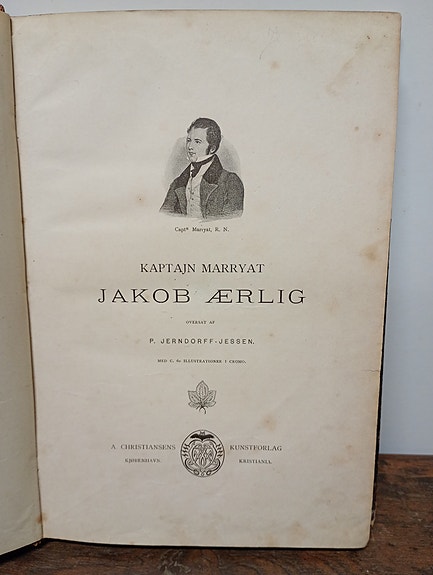 Captn Marryat, R. N.
KAPTAJN MARRYAT
JAKOB ÆRLIG
OVERSAT AF
P. JERNDORFF-JESSEN.
MED C. 80 ILLUSTRATIONER I CROMO.
A. CHRISTIANSENS KUNSTFORLAG
KJØBENHAVN. KRISTIANIA.